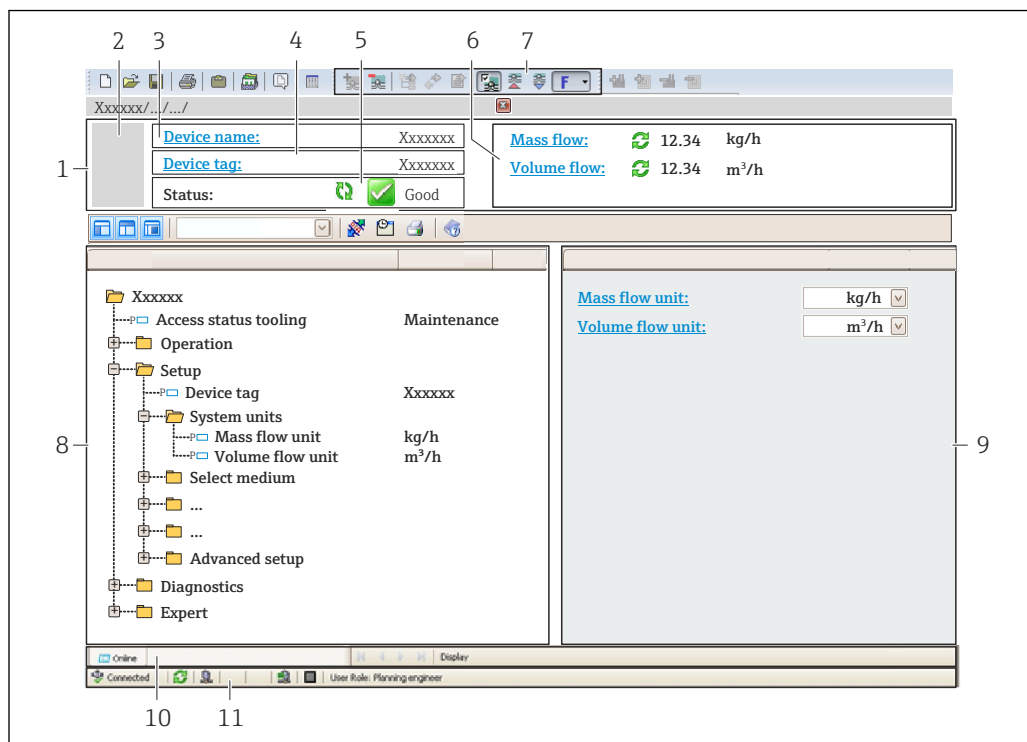 2 3 4 5 6 7
F
Xxxxxx/.../.../
1
Device name: Xxxxxxx
Device tag: Xxxxxxx
Status: Good
Mass flow: 12.34 kg/h
Volume flow: 12.34 m³/h
Xxxxxx
P Access status tooling Maintenance
Operation
Setup
P Device tag Xxxxxx
System units
P Mass flow unit kg/h
P Volume flow unit m³/h
Select medium
...
...
Advanced setup
Diagnostics
Expert
8
Mass flow unit: kg/h
Volume flow unit: m³/h
9
Online Display
Connected User Role: Planning engineer
10 11